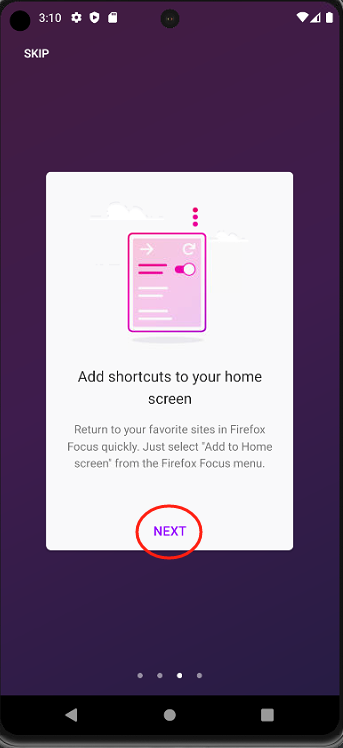 3:10
SKIP
Add shortcuts to your home
screen
Return to your favorite sites in Firefox
Focus quickly. Just select "Add to Home
screen" from the Firefox Focus menu.
NEXT